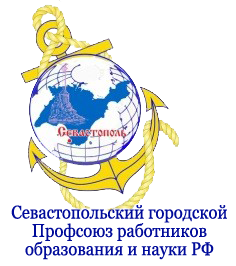 Севастополь
Севастопольский городской
Профсоюз работников
образования и науки РФ